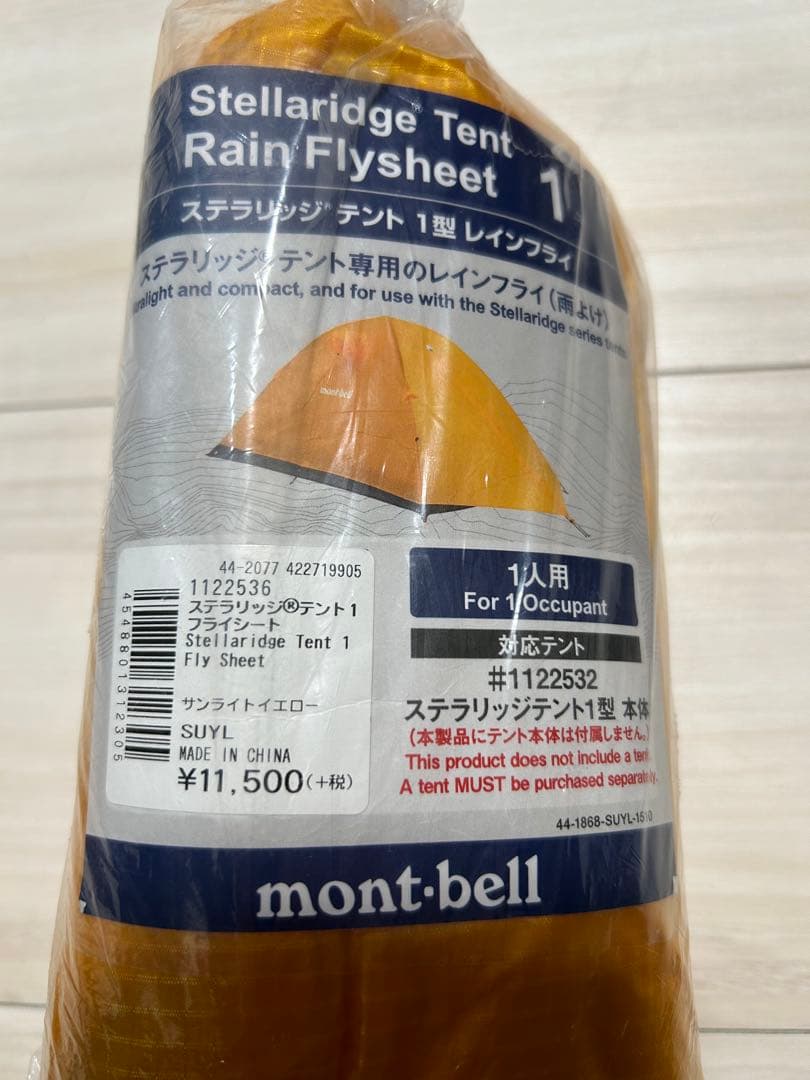 Stellaridge® Tent
Rain Flysheet 1
ステラリッジ®テント 1型 レインフライ
ステラリッジ®テント専用のレインフライ(雨よけ)
and compact, and for use with the Stellaridge series
mont-bell
44-2077 422719905
1122536
ステラリッジ®テント1
フライシート
Stellaridge Tent 1
Fly Sheet
サンライトイエロー
SUYL
MADE IN CHINA
¥11,500(+税)
4548801312305
1人用
For 1 Occupant
対応テント
#1122532
ステラリッジテント1型 本体
(本製品にテント本体は付属しません。)
This product does not include a tent.
A tent MUST be purchased separately.
mont·bell